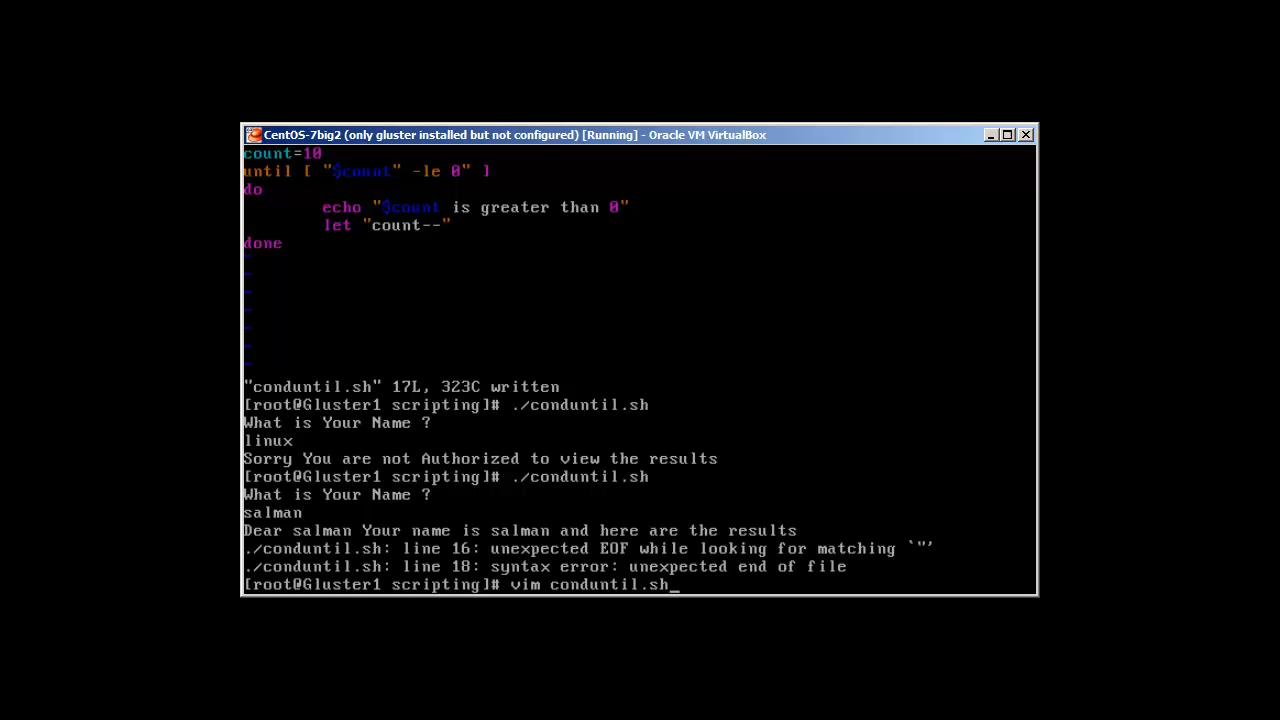 CentOS-7big2 (only gluster installed but not configured) [Running] - Oracle VM VirtualBox
count=10
until [ "$count" -le 0" ]
do
echo "$count is greater than 0"
let "count--"
done
~
~
~
~
~
~
~
"conduntil.sh" 17L, 323C written
[root@Gluster1 scripting]# ./conduntil.sh
What is Your Name ?
linux
Sorry You are not Authorized to view the results
[root@Gluster1 scripting]# ./conduntil.sh
What is Your Name ?
salman
Dear salman Your name is salman and here are the results
./conduntil.sh: line 16: unexpected EOF while looking for matching `"'
./conduntil.sh: line 18: syntax error: unexpected end of file
[root@Gluster1 scripting]# vim conduntil.sh_